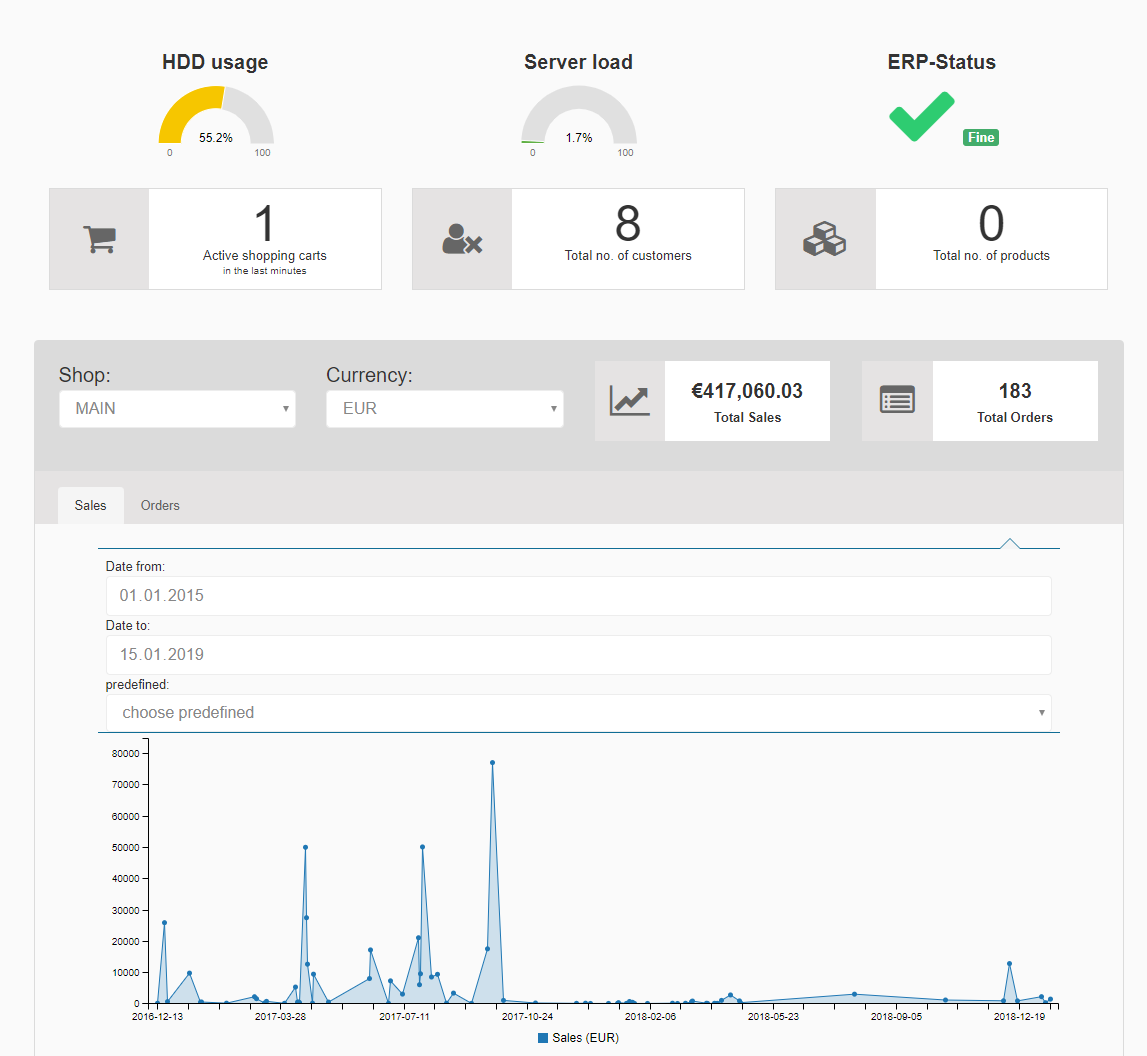 HDD usage
Server load
ERP-Status
55.2%
0 100
1.7%
0 100
Fine
1
Active shopping carts
in the last minutes
8
Total no. of customers
0
Total no. of products
Shop:
MAIN
Currency:
EUR
€417,060.03
Total Sales
183
Total Orders
Sales
Orders
Date from:
01.01.2015
Date to:
15.01.2019
predefined:
choose predefined
80000
70000
60000
50000
40000
30000
20000
10000
0
2016-12-13 2017-03-28 2017-07-11 2017-10-24 2018-02-06 2018-05-23 2018-09-05 2018-12-19
Sales (EUR)